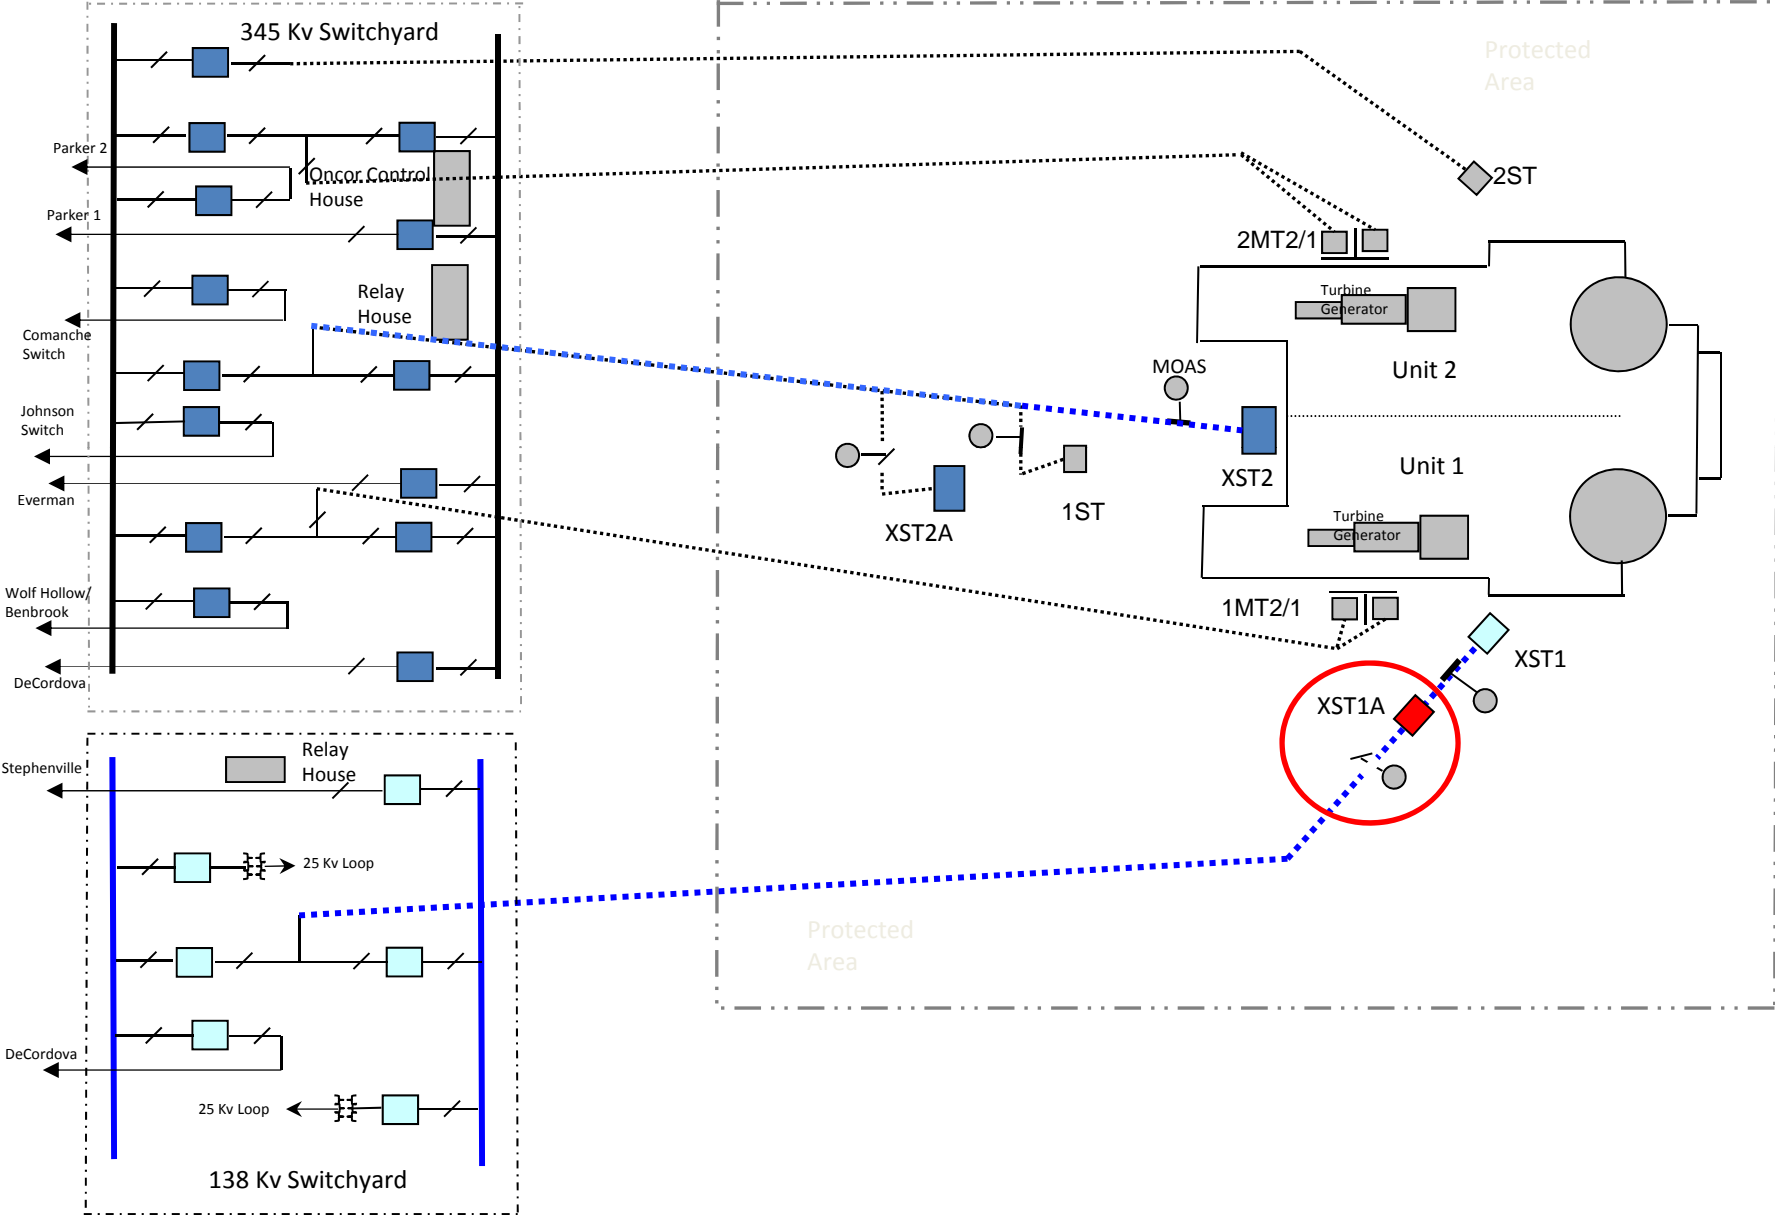 345 Kv Switchyard
Protected
Area
Parker 2
Oncor Control
House
Parker 1
2ST
2MT2/1
Relay
House
Turbine
Generator
Comanche
Switch
MOAS
Unit 2
Johnson
Switch
Unit 1
XST2
Everman
1ST
XST2A
Turbine
Generator
Wolf Hollow/
Benbrook
1MT2/1
XST1
DeCordova
XST1A
Relay
House
Stephenville
25 Kv Loop
Protected
Area
DeCordova
25 Kv Loop
138 Kv Switchyard